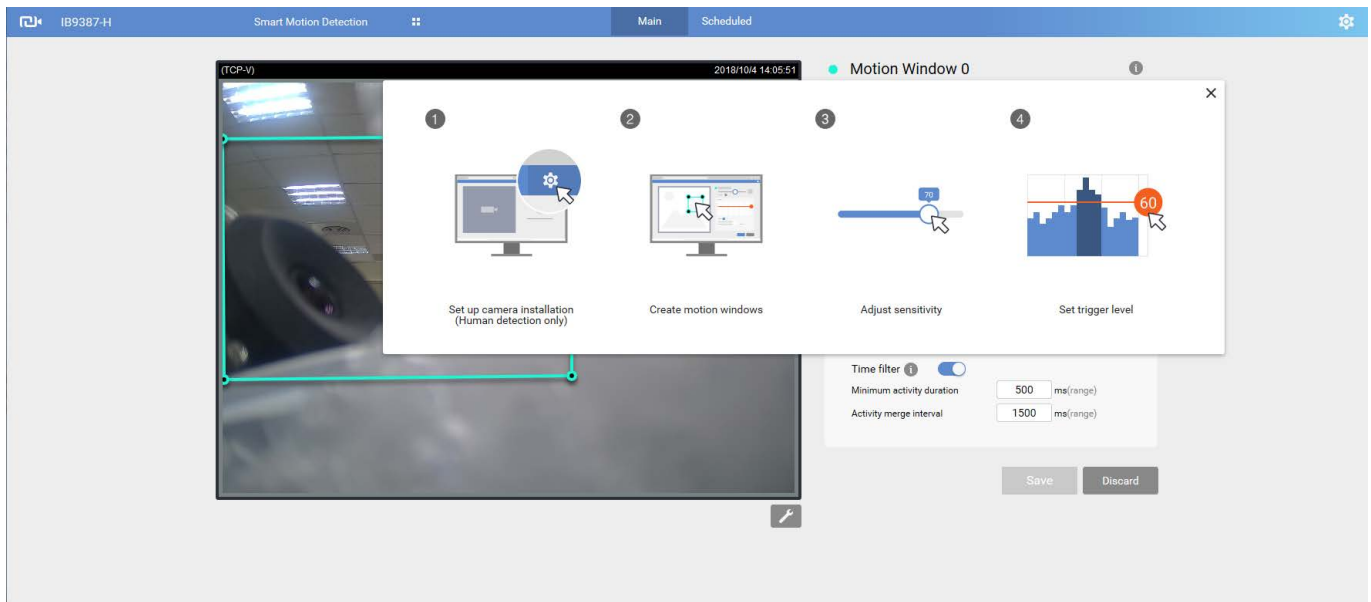 IB9387-H
Smart Motion Detection
Main
Scheduled
(TCP-V)
2018/10/4 14:05:51
Motion Window 0
i
1
2
3
4
70
60
Set up camera installation
(Human detection only)
Create motion windows
Adjust sensitivity
Set trigger level
Time filter i
Minimum activity duration 500 ms(range)
Activity merge interval 1500 ms(range)
Save
Discard